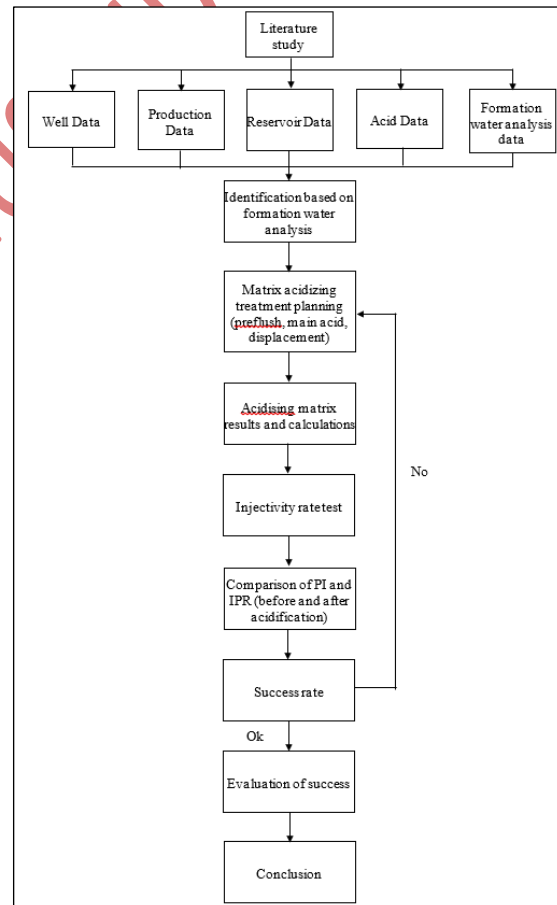 Literature
study
Well Data
Production
Data
Reservoir Data
Acid Data
Formation
water analysis
data
Identification based on
formation water
analysis
Matrix acidizing
treatment planning
(preflush, main acid,
displacement)
Acidising matrix
results and calculations
No
Injectivity rate test
Comparison of PI and
IPR (before and after
acidification)
Success rate
Ok
Evaluation of success
Conclusion